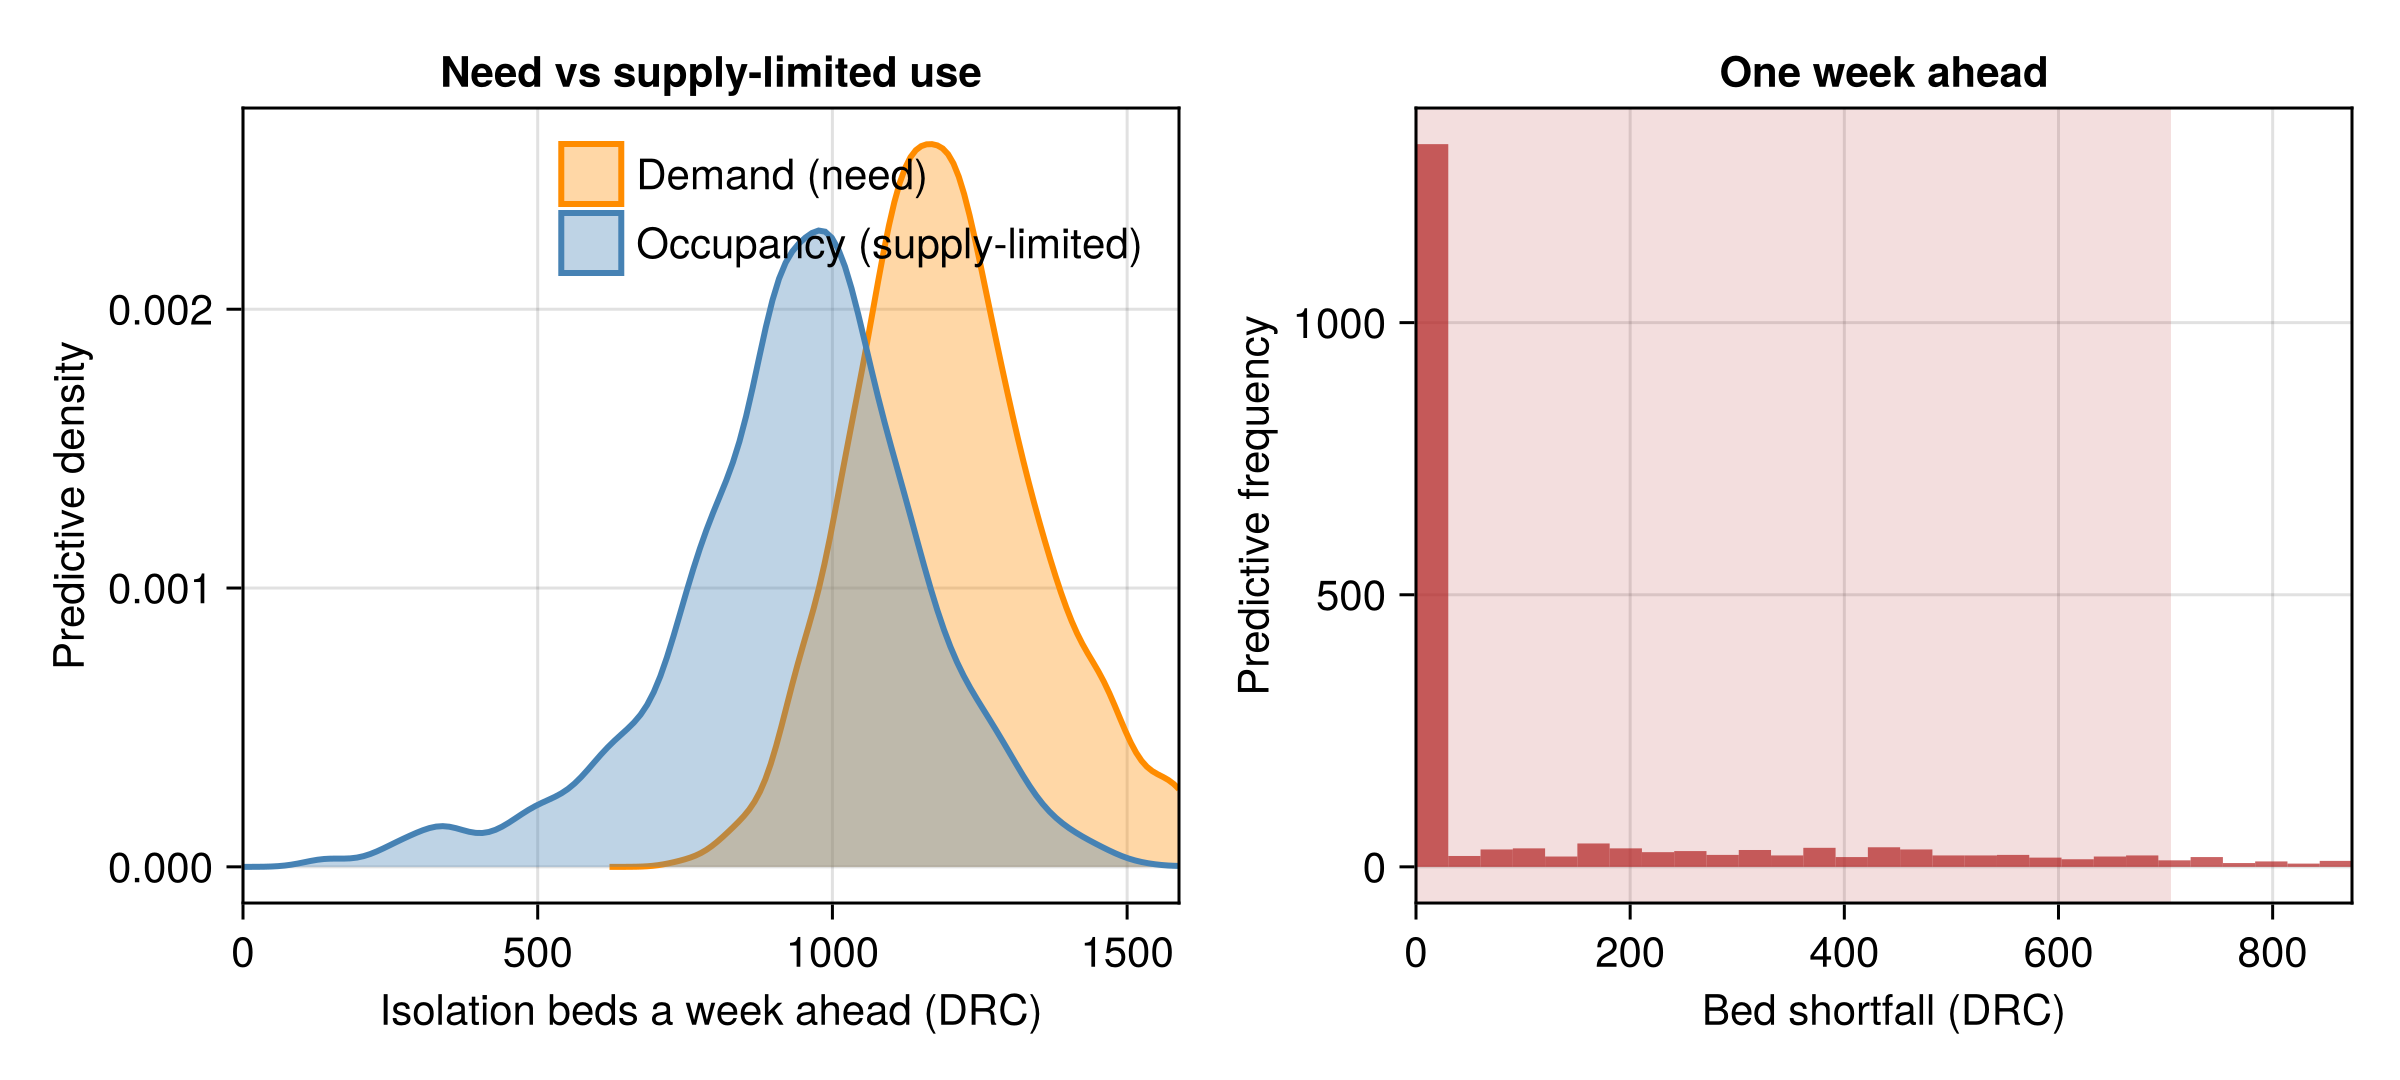 Need vs supply-limited use
Demand (need)
Occupancy (supply-limited)
Predictive density
0.002
0.001
0.000
0
500
1000
1500
Isolation beds a week ahead (DRC)
One week ahead
Predictive frequency
1000
500
0
0
200
400
600
800
Bed shortfall (DRC)